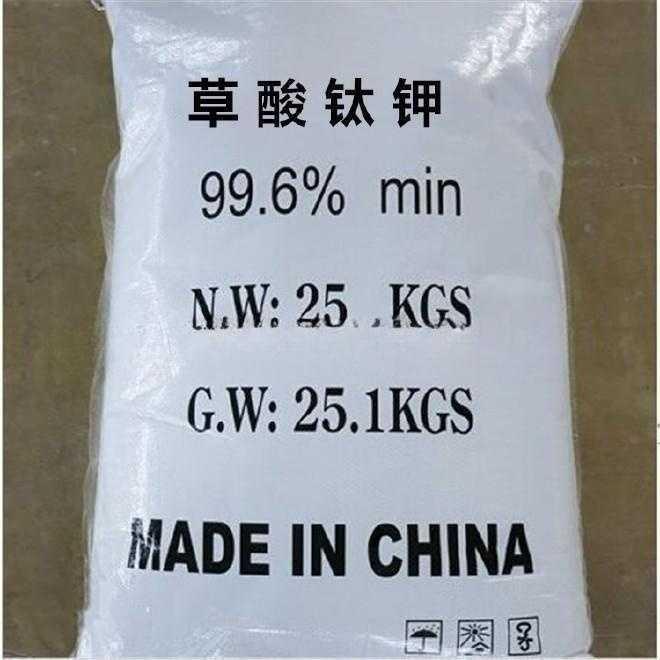 草酸钛钾
99.6% min
N.W: 25 KGS
G.W: 25.1KGS
MADE IN CHINA